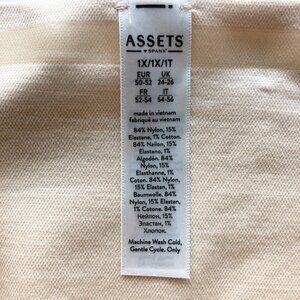 ASSETS
♥ SPANX®
1X/1X/1T
EUR UK
50-52 24-26
FR IT
52-54 54-56
made in vietnam
fabriqué au vietnam
84% Nylon, 15%
Elastane, 1% Cotton.
84% Nailon, 15%
Elastano, 1%
Algodón. 84%
Nylon, 15%
Elasthanne, 1%
Coton. 84% Nylon,
15% Elastan, 1%
Baumwolle. 84%
Nylon, 15% Elastan,
1% Cotone. 84%
Нейлон, 15%
Эластан, 1%
Хлопок.
Machine Wash Cold,
Gentle Cycle. Only